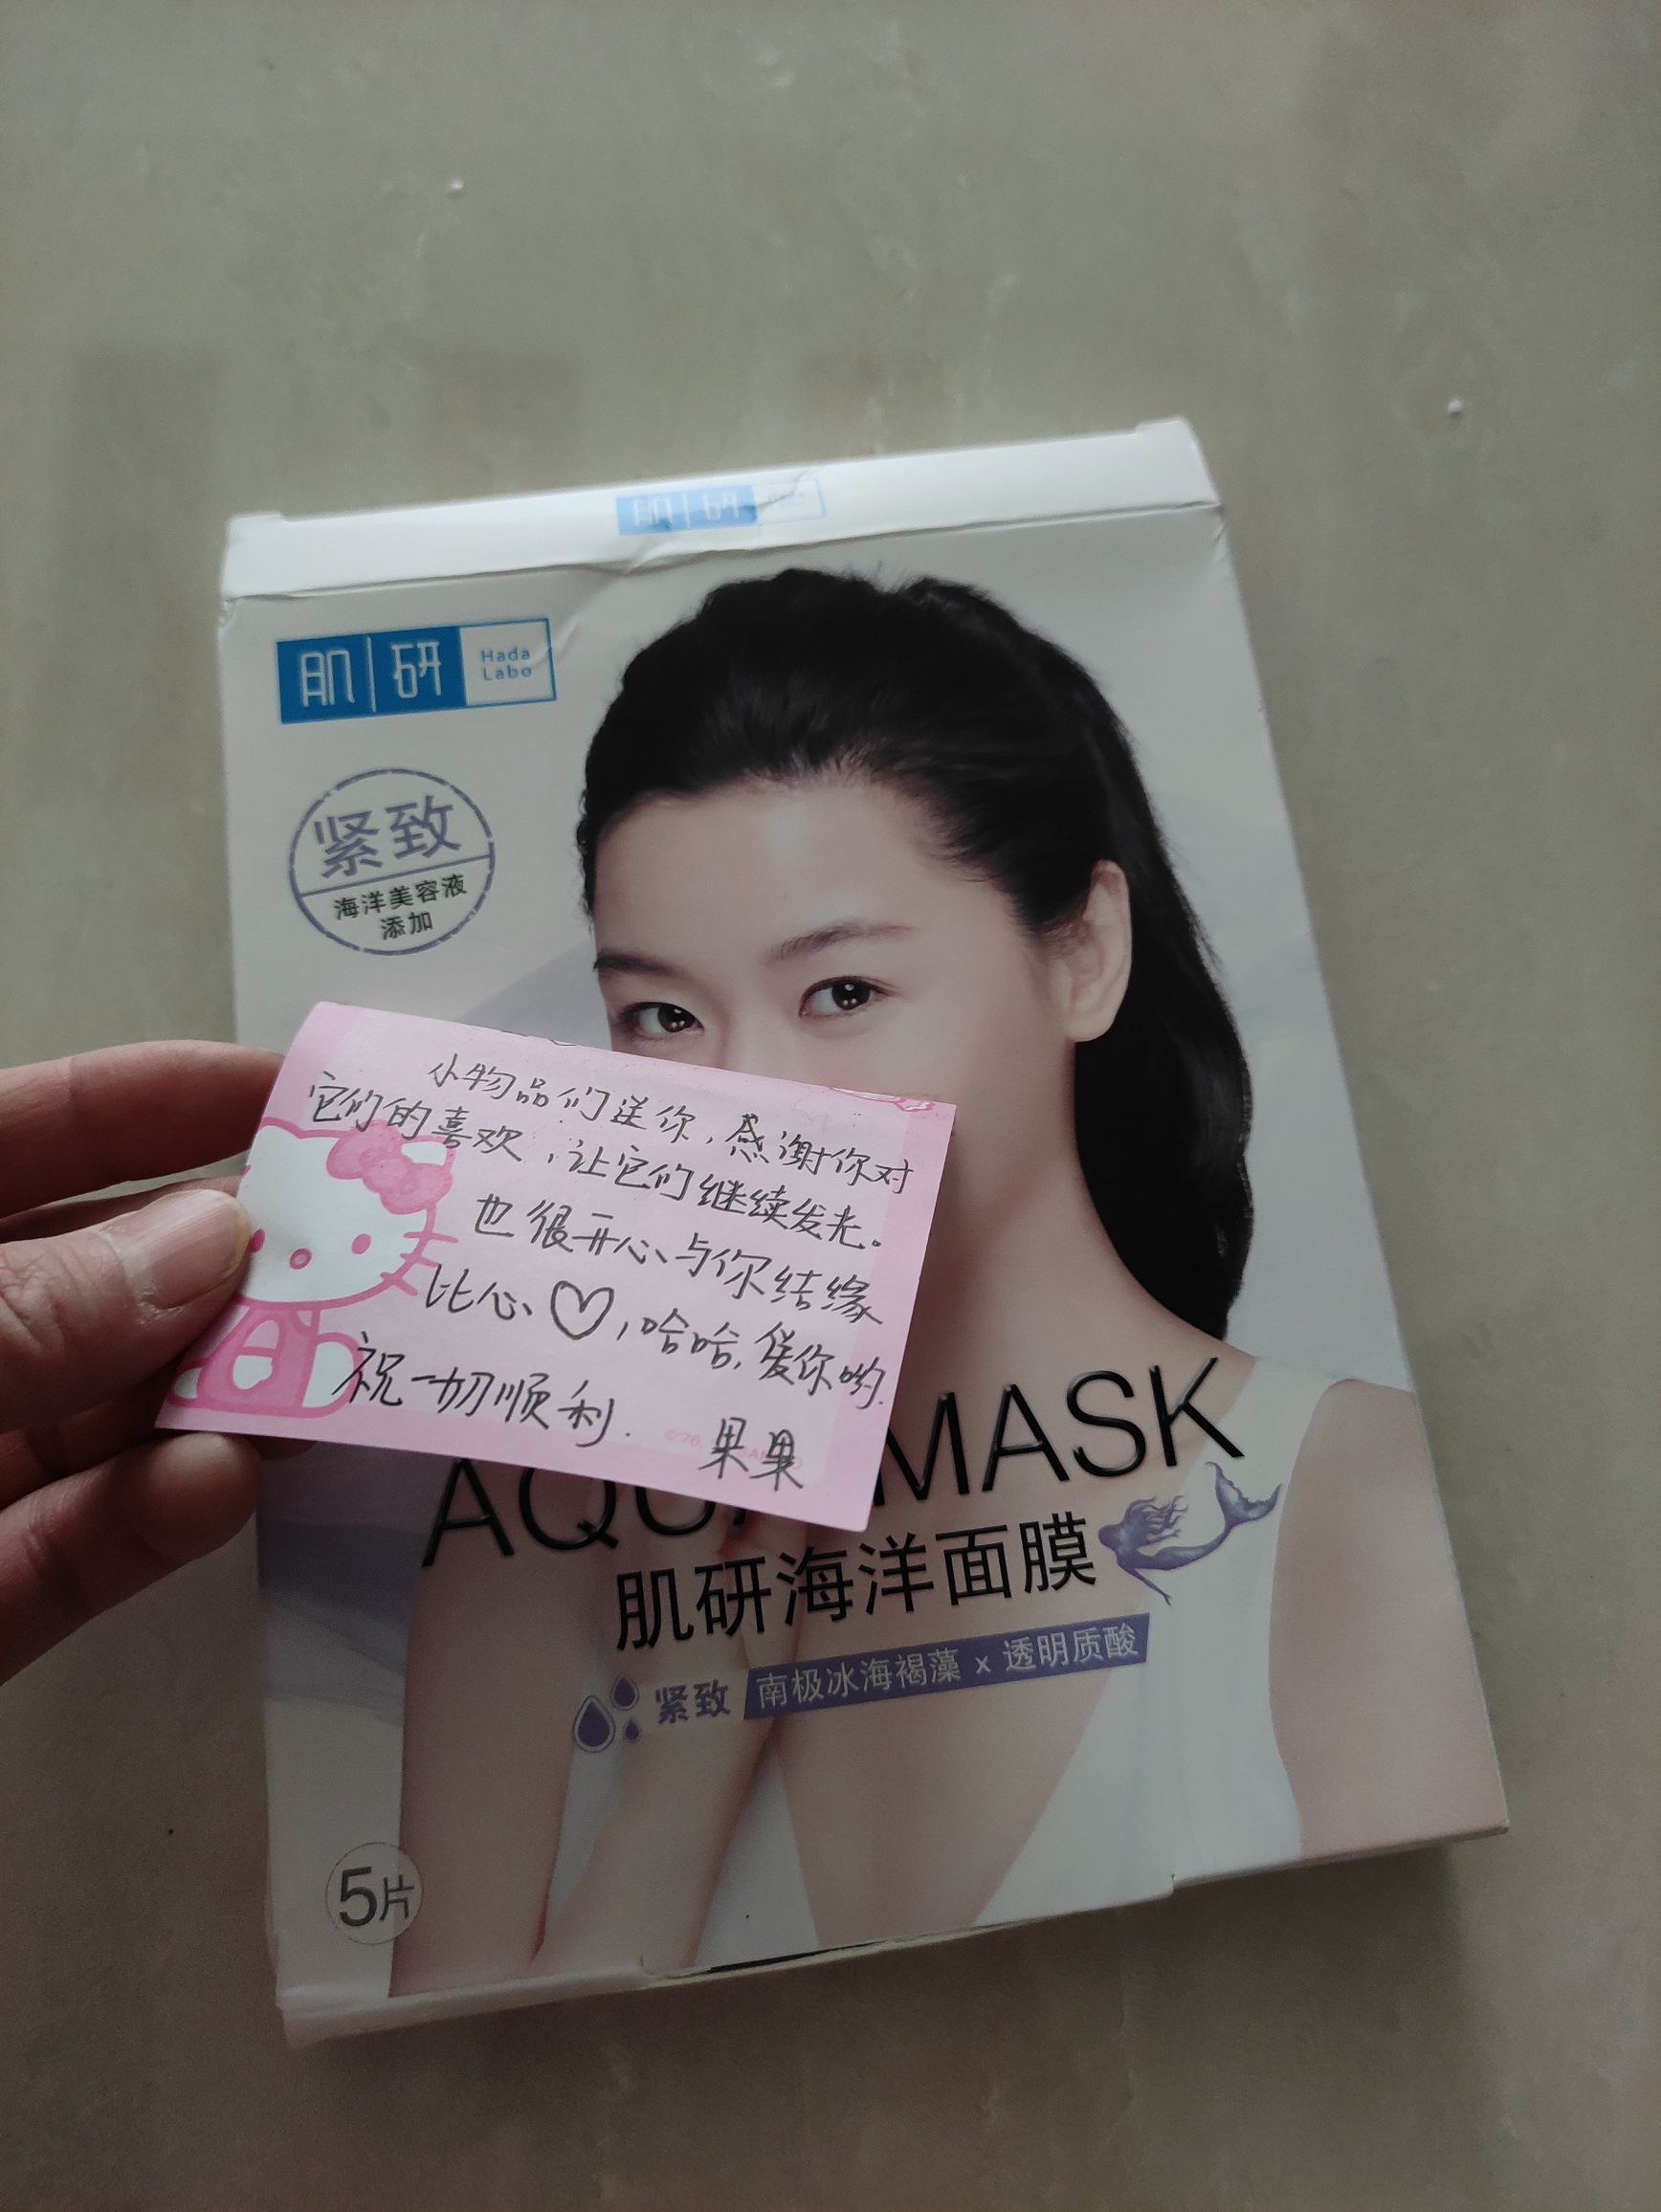 肌研
肌研 Hada Labo
紧致
海洋美容液
添加
小物品们送你，感谢你对
它们的喜欢，让它们继续发光。
也很开心与你结缘
比心♡，哈哈，爱你哟.
祝一切顺利.
果果
©'76,
MASK
肌研海洋面膜
紧致 南极冰海褐藻 x 透明质酸
5片